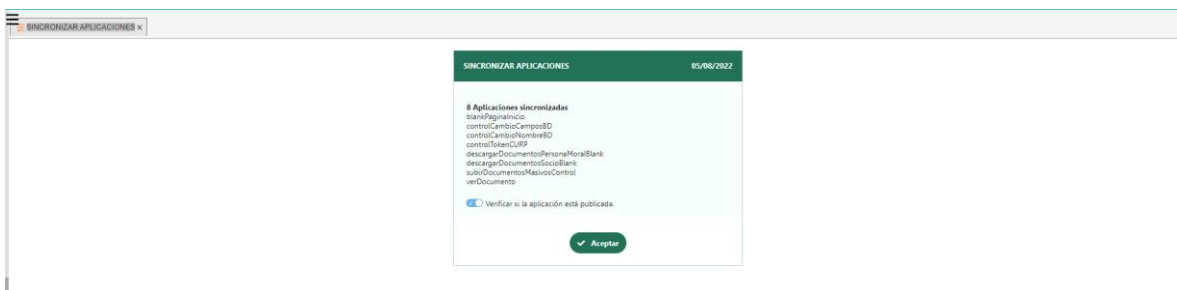 SINCRONIZAR APLICACIONES x
SINCRONIZAR APLICACIONES 05/08/2022
8 Aplicaciones sincronizadas
blankPaginaInicio
controlCambioCamposBD
controlCambioNombreBD
controlTokenCURP
descargarDocumentosPersonaMoralBlank
descargarDocumentosSocioBlank
subirDocumentosMasivosControl
verDocumento
Verificar si la aplicación está publicada.
Aceptar